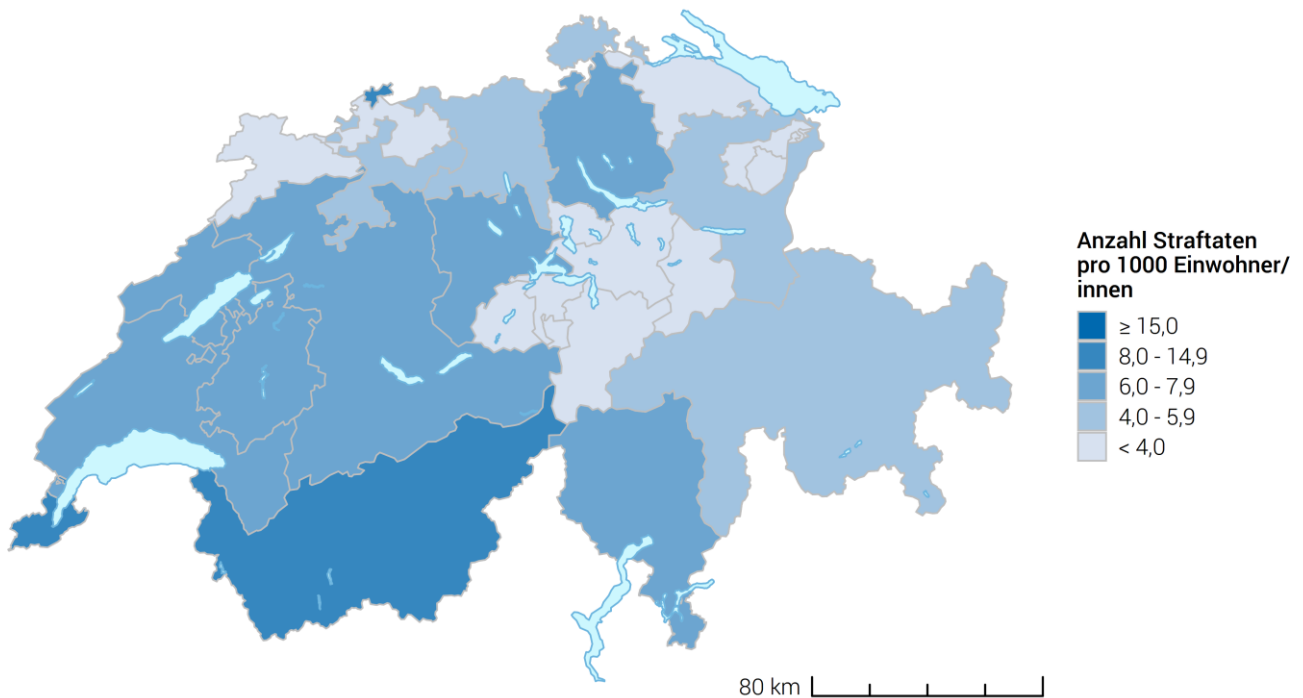 Anzahl Straftaten
pro 1000 Einwohner/
innen
≥ 15,0
8,0 - 14,9
6,0 - 7,9
4,0 - 5,9
< 4,0
80 km